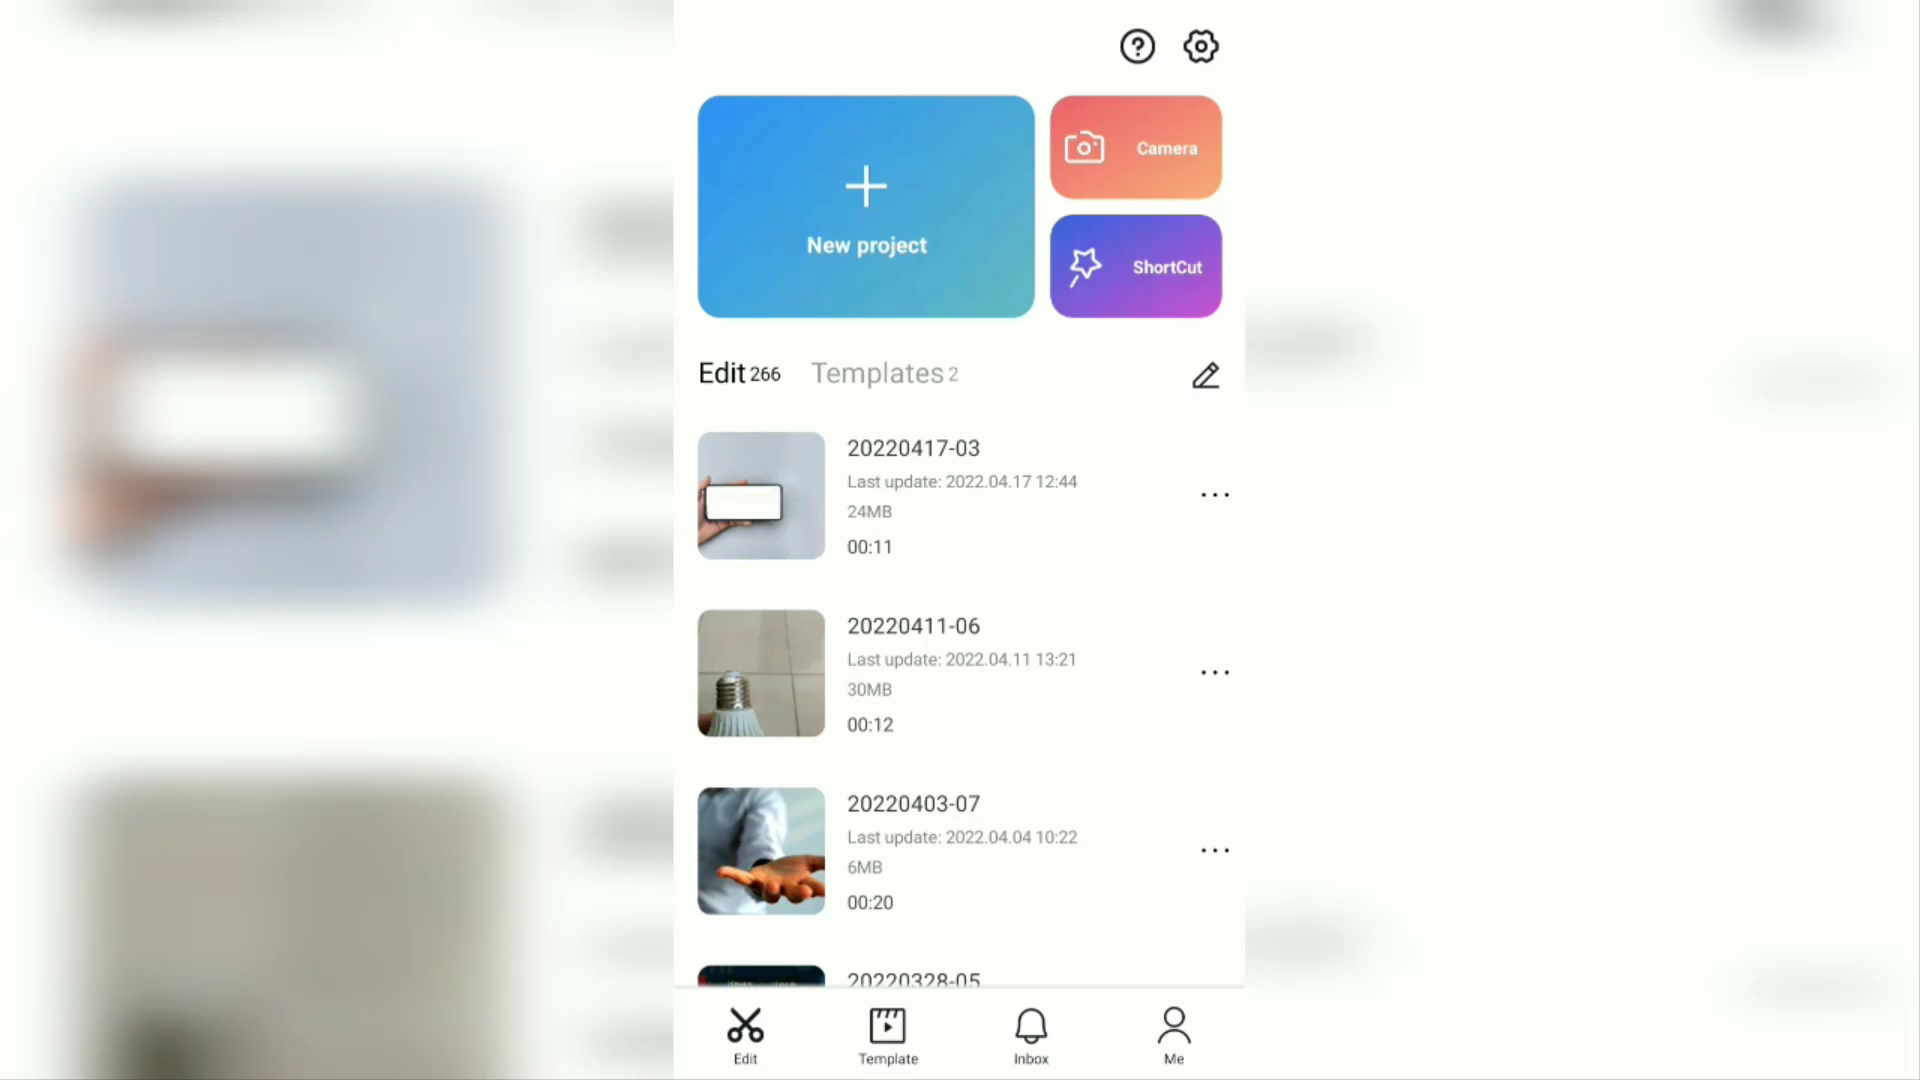 New project
Camera
ShortCut
Edit 266
Templates 2
20220417-03
Last update: 2022.04.17 12:44
24MB
00:11
20220411-06
Last update: 2022.04.11 13:21
30MB
00:12
20220403-07
Last update: 2022.04.04 10:22
6MB
00:20
20220328-05
Edit
Template
Inbox
Me